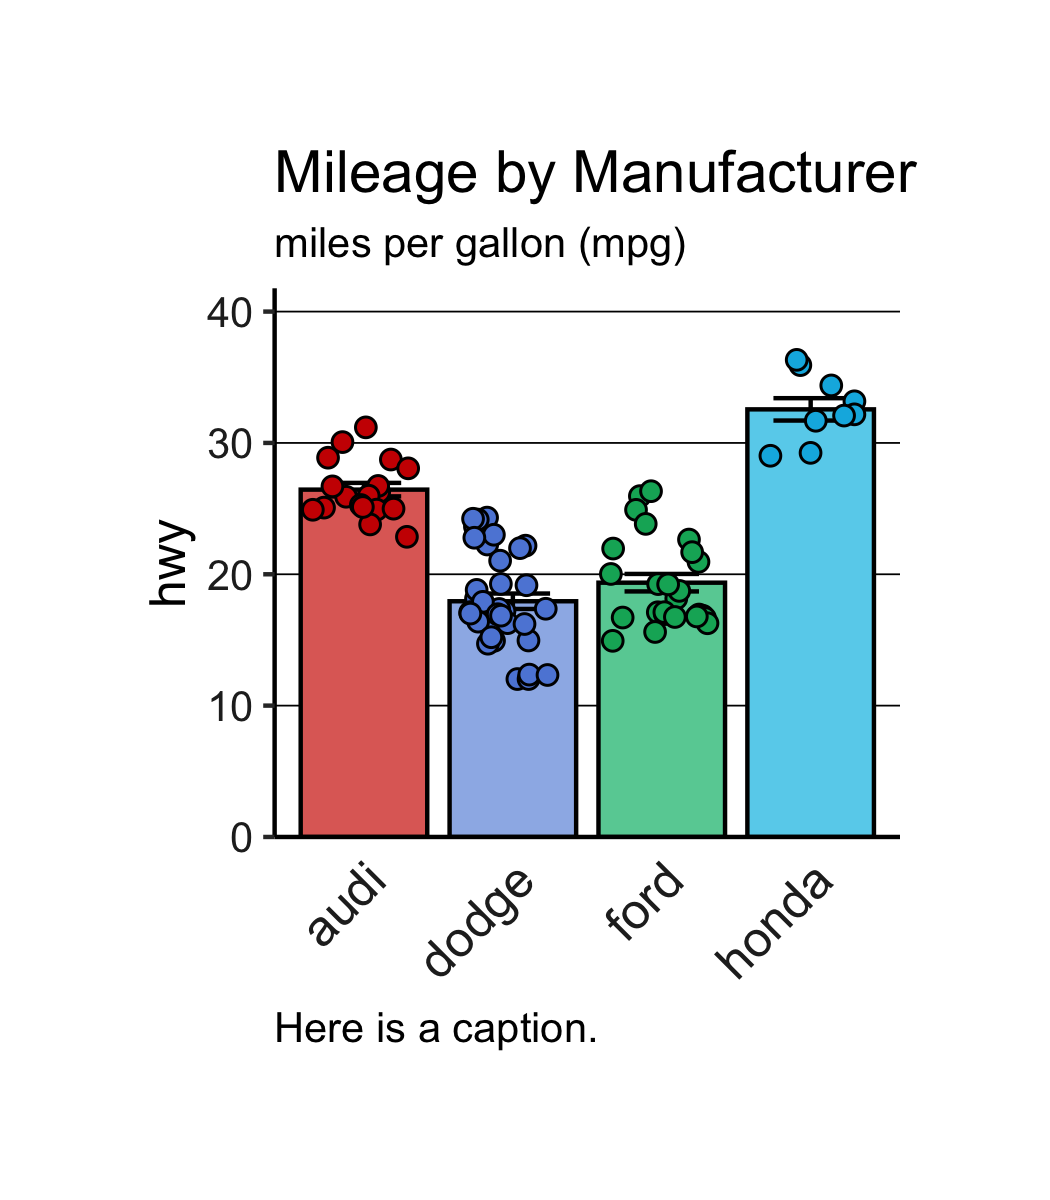 Mileage by Manufacturer
miles per gallon (mpg)
40
30
20
10
0
hwy
audi
dodge
ford
honda
Here is a caption.